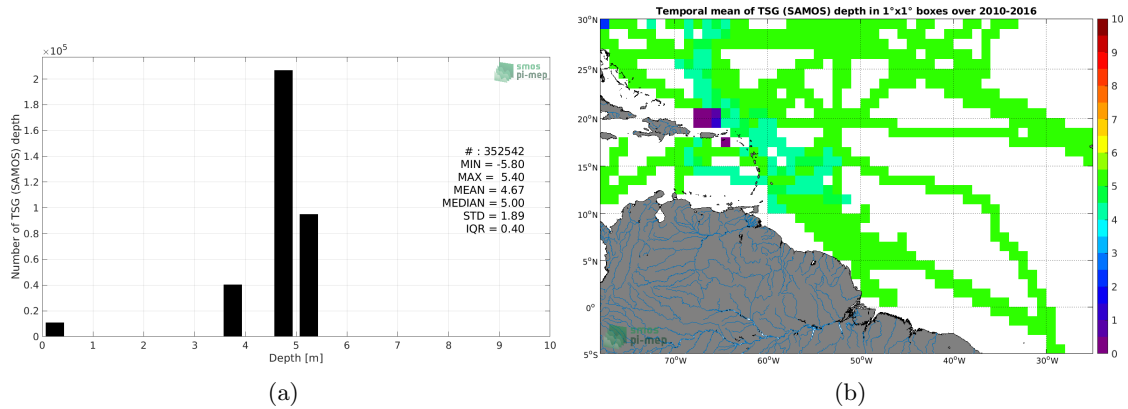 ×10⁵
2
1.8
1.6
1.4
1.2
1
0.8
0.6
0.4
0.2
0
Number of TSG (SAMOS) depth
smos
pi-mep
# : 352542
MIN = -5.80
MAX = 5.40
MEAN = 4.67
MEDIAN = 5.00
STD = 1.89
IQR = 0.40
0 1 2 3 4 5 6 7 8 9 10
Depth [m]
(a)
Temporal mean of TSG (SAMOS) depth in 1°x1° boxes over 2010-2016
30°N
25°N
20°N
15°N
10°N
5°N
0°
5°S
smos
pi-mep
70°W 60°W 50°W 40°W 30°W
10
9
8
7
6
5
4
3
2
1
0
(b)